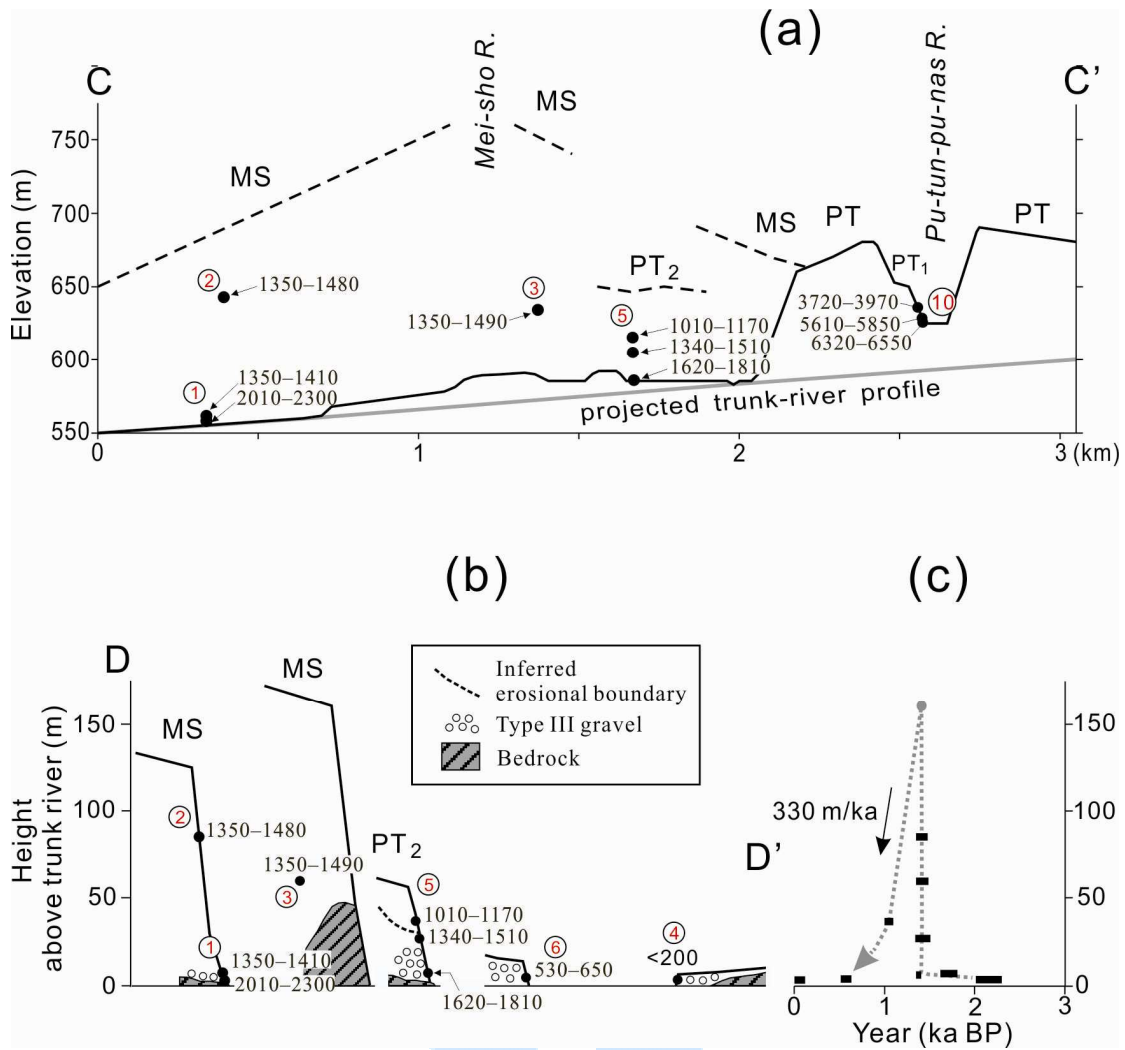 (a)
C
C'
Mei-sho R.
MS
Pu-tun-pu-nas R.
750
MS
700
MS
PT
PT
Elevation (m)
650
2
1350–1480
PT2
PT1
3
1350–1490
5
3720–3970
10
1010–1170
5610–5850
600
1340–1510
6320–6550
1
1350–1410
1620–1810
2010–2300
projected trunk-river profile
550
0
1
2
3 (km)
(b)
(c)
D
MS
Inferred
erosional boundary
Type III gravel
Bedrock
150
MS
150
Height
above trunk river (m)
100
2
1350–1480
330 m/ka
100
PT2
D'
1350–1490
3
5
50
1010–1170
50
1340–1510
1
1350–1410
6
4
530–650
<200
2010–2300
0
1620–1810
0
0
1
2
3
Year (ka BP)